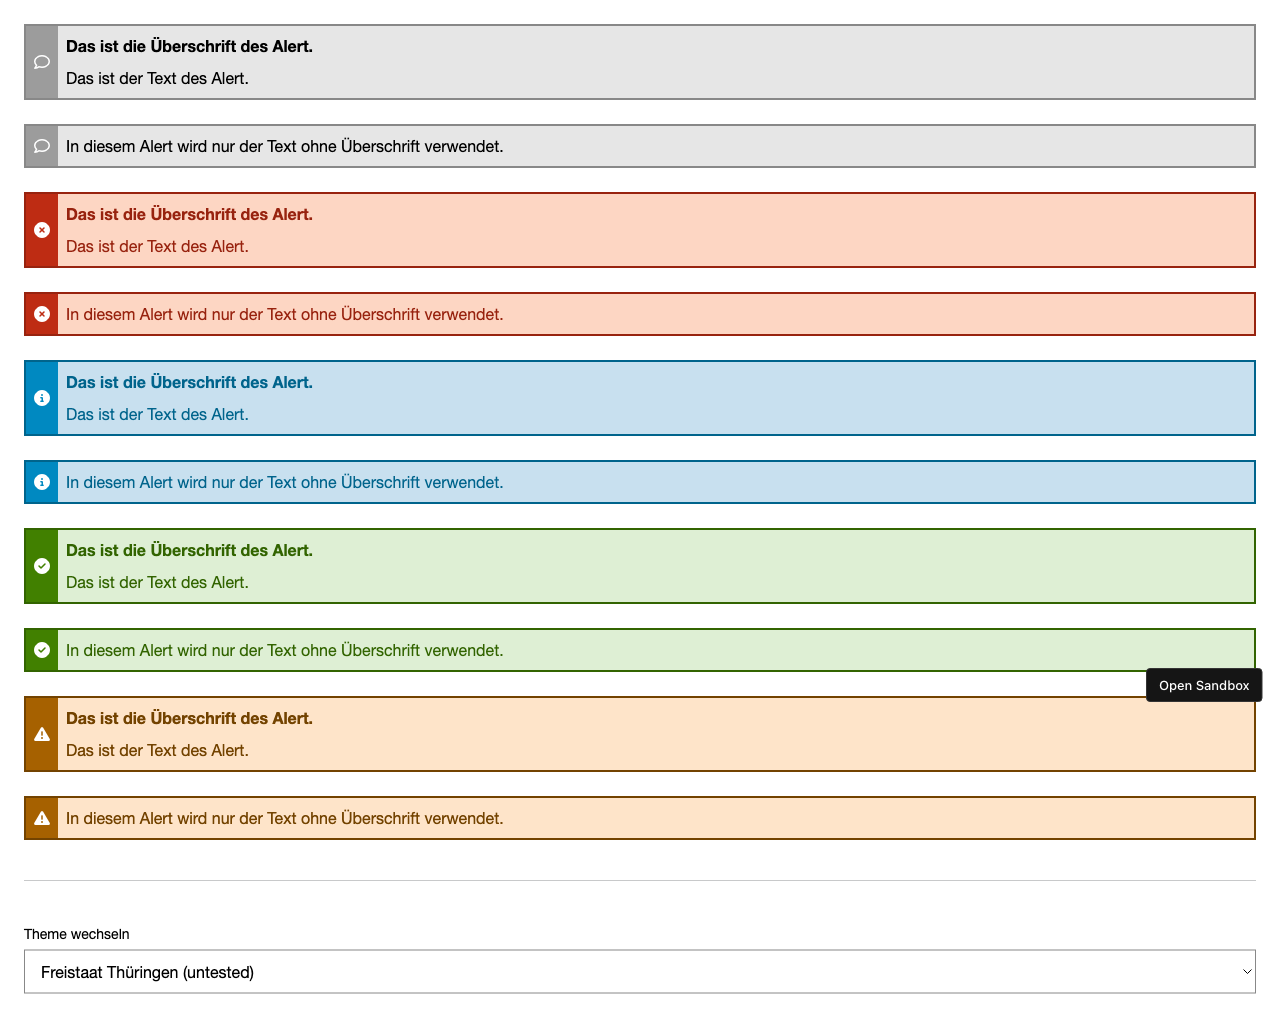 Das ist die Überschrift des Alert.
Das ist der Text des Alert.
In diesem Alert wird nur der Text ohne Überschrift verwendet.
Das ist die Überschrift des Alert.
Das ist der Text des Alert.
In diesem Alert wird nur der Text ohne Überschrift verwendet.
Das ist die Überschrift des Alert.
Das ist der Text des Alert.
In diesem Alert wird nur der Text ohne Überschrift verwendet.
Das ist die Überschrift des Alert.
Das ist der Text des Alert.
In diesem Alert wird nur der Text ohne Überschrift verwendet.
Open Sandbox
Das ist die Überschrift des Alert.
Das ist der Text des Alert.
In diesem Alert wird nur der Text ohne Überschrift verwendet.
Theme wechseln
Freistaat Thüringen (untested)